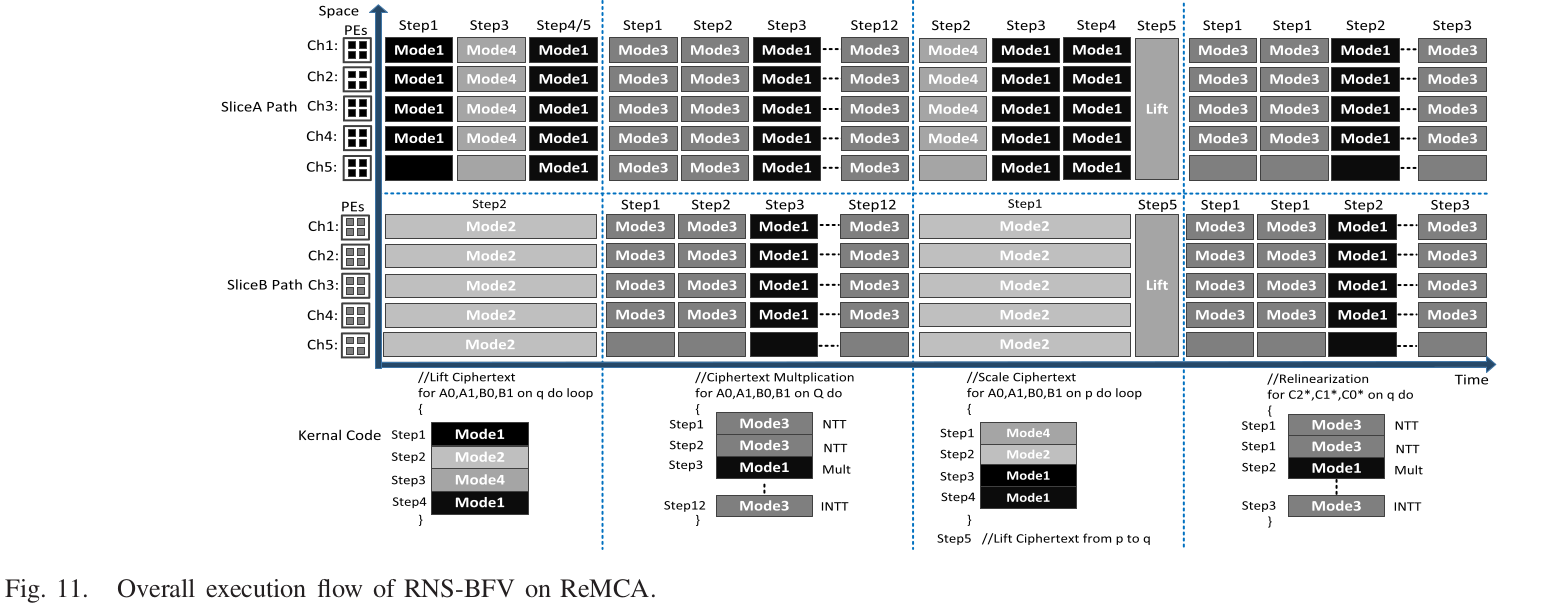 Space
PEs Step1 Step3 Step4/5 Step1 Step2 Step3 Step12 Step2 Step3 Step4 Step5 Step1 Step1 Step2 Step3
Ch1: Mode1 Mode4 Mode1 Mode3 Mode3 Mode1 Mode3 Mode4 Mode1 Mode1 Mode3 Mode3 Mode1 Mode3
Ch2: Mode1 Mode4 Mode1 Mode3 Mode3 Mode1 Mode3 Mode4 Mode1 Mode1 Mode3 Mode3 Mode1 Mode3
SliceA Path Ch3: Mode1 Mode4 Mode1 Mode3 Mode3 Mode1 Mode3 Mode4 Mode1 Mode1 Lift Mode3 Mode3 Mode1 Mode3
Ch4: Mode1 Mode4 Mode1 Mode3 Mode3 Mode1 Mode3 Mode4 Mode1 Mode1 Mode3 Mode3 Mode1 Mode3
Ch5: Mode1 Mode3 Mode3 Mode1 Mode3 Mode1 Mode1
PEs Step2 Step1 Step2 Step3 Step12 Step1 Step5 Step1 Step1 Step2 Step3
Ch1: Mode2 Mode3 Mode3 Mode1 Mode3 Mode2 Mode3 Mode3 Mode1 Mode3
Ch2: Mode2 Mode3 Mode3 Mode1 Mode3 Mode2 Mode3 Mode3 Mode1 Mode3
SliceB Path Ch3: Mode2 Mode3 Mode3 Mode1 Mode3 Mode2 Lift Mode3 Mode3 Mode1 Mode3
Ch4: Mode2 Mode3 Mode3 Mode1 Mode3 Mode2 Mode3 Mode3 Mode1 Mode3
Ch5: Mode2 Mode2
Time
Kernal Code
//Lift Ciphertext
for A0,A1,B0,B1 on q do loop
{
Step1 Mode1
Step2 Mode2
Step3 Mode4
Step4 Mode1
}
//Ciphertext Multplication
for A0,A1,B0,B1 on Q do
{
Step1 Mode3 NTT
Step2 Mode3 NTT
Step3 Mode1 Mult
Step12 Mode3 INTT
}
//Scale Ciphertext
for A0,A1,B0,B1 on p do loop
{
Step1 Mode4
Step2 Mode2
Step3 Mode1
Step4 Mode1
}
Step5 //Lift Ciphertext from p to q
//Relinearization
for C2*,C1*,C0* on q do
{
Step1 Mode3 NTT
Step1 Mode3 NTT
Step2 Mode1 Mult
Step3 Mode3 INTT
}
Fig. 11. Overall execution flow of RNS-BFV on ReMCA.